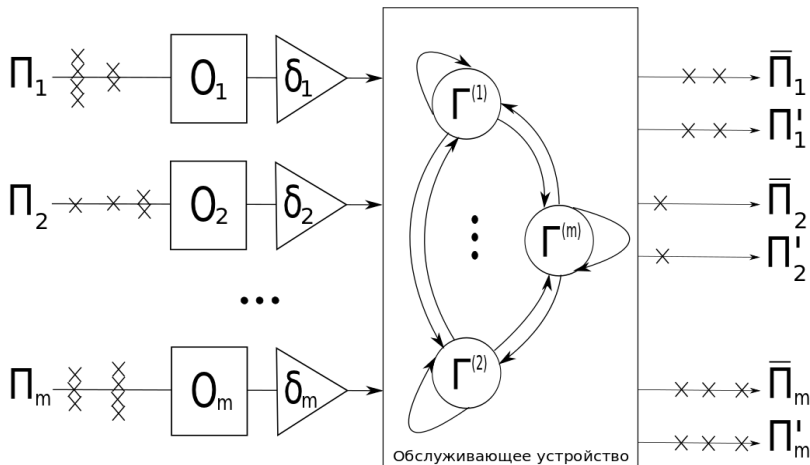 Π₁ O₁ δ₁ Γ⁽¹⁾ Π̅₁
Π'₁
Π₂ O₂ δ₂ Γ⁽ᵐ⁾ Π̅₂
Π'₂
Πₘ Oₘ δₘ Γ⁽²⁾ Π̅ₘ
Π'ₘ
Обслуживающее устройство